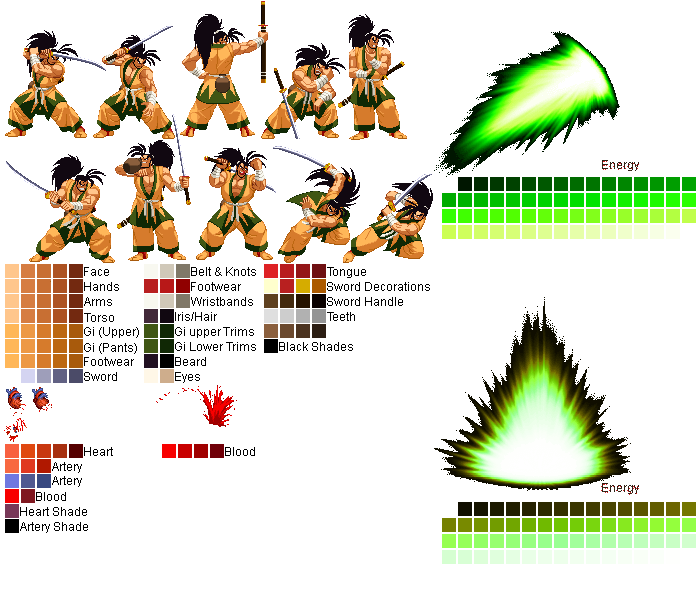 Energy
Face Belt & Knots Tongue
Hands Footwear Sword Decorations
Arms Wristbands Sword Handle
Torso Iris/Hair Teeth
Gi (Upper) Gi upper Trims
Gi (Pants) Gi Lower Trims Black Shades
Footwear Beard
Sword Eyes
Heart Blood
Artery
Artery
Blood
Heart Shade
Artery Shade
Energy